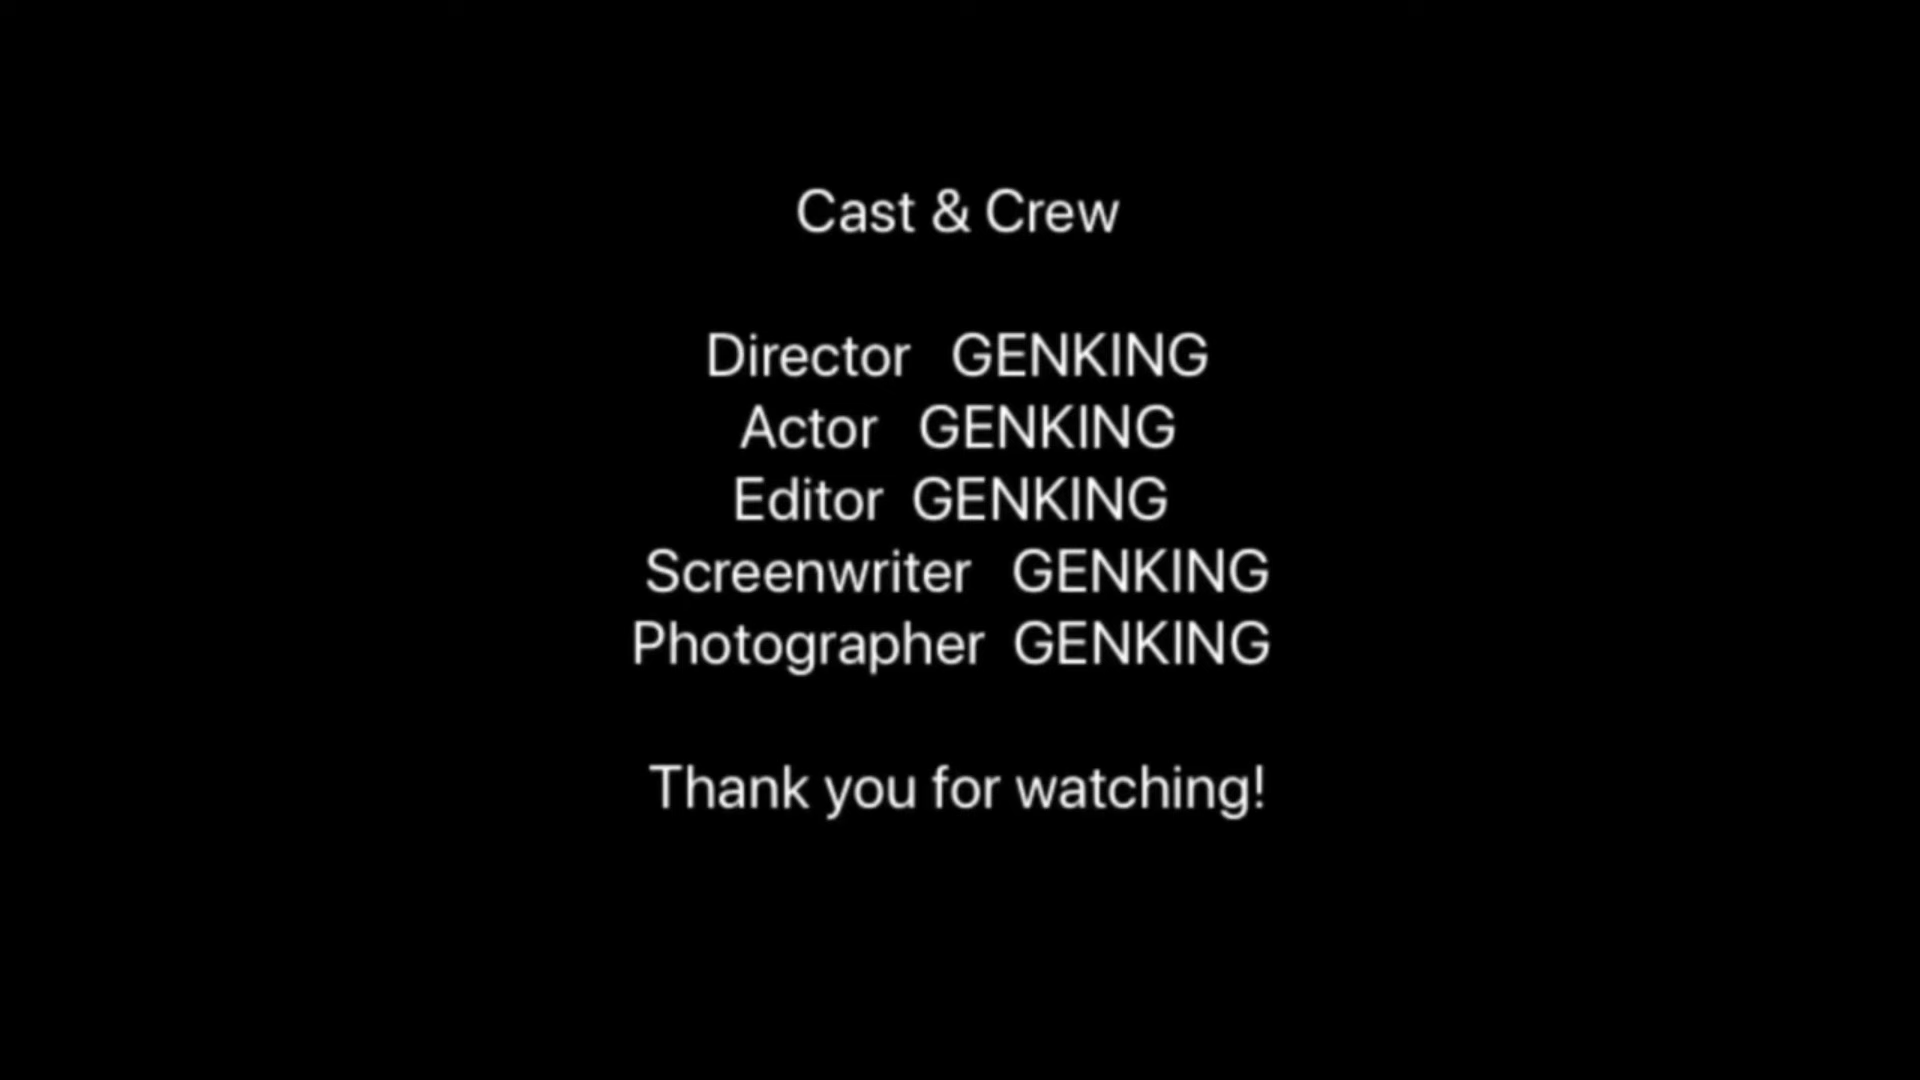 Cast & Crew
Director GENKING
Actor GENKING
Editor GENKING
Screenwriter GENKING
Photographer GENKING
Thank you for watching!